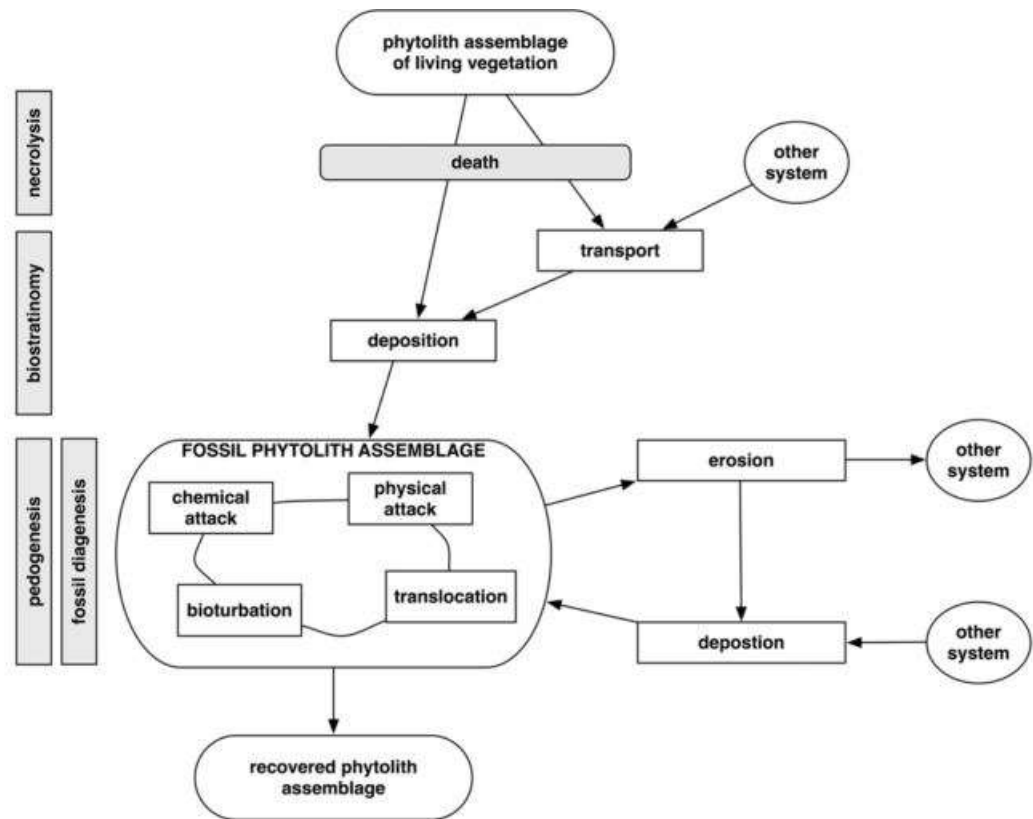 phytolith assemblage
of living vegetation
necrolysis
death
other
system
transport
biostratinomy
deposition
FOSSIL PHYTOLITH ASSEMBLAGE
chemical
attack
physical
attack
bioturbation
translocation
erosion
other
system
pedogenesis
fossil diagenesis
depostion
other
system
recovered phytolith
assemblage